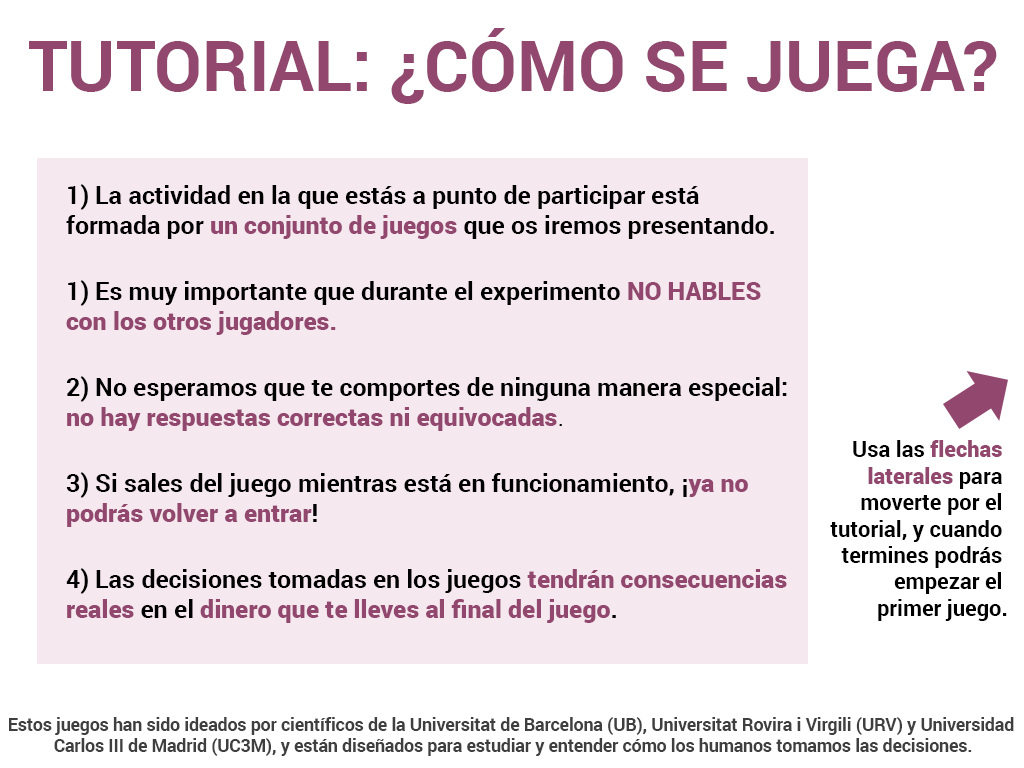 TUTORIAL: ¿CÓMO SE JUEGA?
1) La actividad en la que estás a punto de participar está
formada por un conjunto de juegos que os iremos presentando.
1) Es muy importante que durante el experimento NO HABLES
con los otros jugadores.
2) No esperamos que te comportes de ninguna manera especial:
no hay respuestas correctas ni equivocadas.
3) Si sales del juego mientras está en funcionamiento, ¡ya no
podrás volver a entrar!
4) Las decisiones tomadas en los juegos tendrán consecuencias
reales en el dinero que te lleves al final del juego.
Usa las flechas
laterales para
moverte por el
tutorial, y cuando
termines podrás
empezar el
primer juego.
Estos juegos han sido ideados por científicos de la Universitat de Barcelona (UB), Universitat Rovira i Virgili (URV) y Universidad
Carlos III de Madrid (UC3M), y están diseñados para estudiar y entender cómo los humanos tomamos las decisiones.